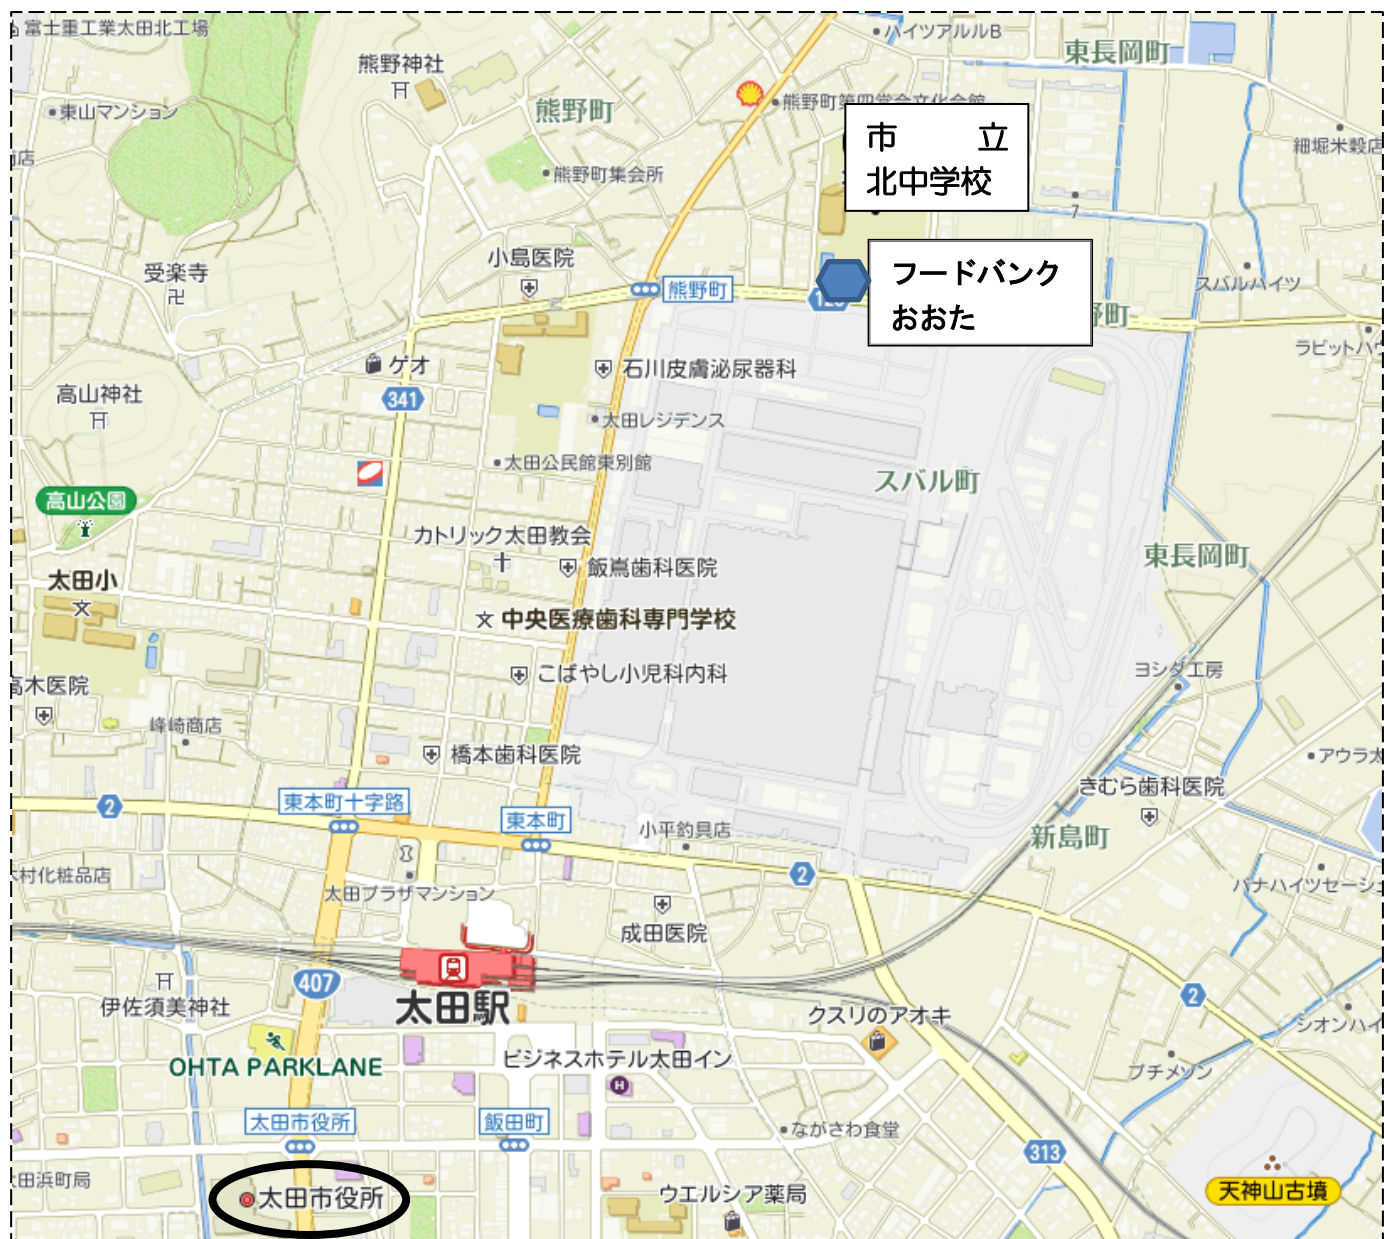 富士重工業太田北工場
ハイツアルルB
東長岡町
熊野神社
熊野町
熊野町第四営会文化会館
東山マンション
市　　立
北中学校
細堀米穀店
熊野町集会所
7
小島医院
受楽寺
フードバンク
おおた
スバルハイツ
熊野町
野町
ラビットハウ
ゲオ
石川皮膚泌尿器科
高山神社
341
太田レジデンス
太田公民館東別館
スバル町
高山公園
カトリック太田教会
飯嶌歯科医院
東長岡町
太田小
中央医療歯科専門学校
こばやし小児科内科
ヨシダ工房
高木医院
峰崎商店
橋本歯科医院
アウラ太
きむら歯科医院
2
東本町十字路
東本町
小平釣具店
新島町
木村化粧品店
太田プラザマンション
2
バナハイツセーシュ
成田医院
407
伊佐須美神社
太田駅
クスリのアオキ
2
シオンハイ
OHTA PARKLANE
ビジネスホテル太田イン
H
プチメゾン
太田市役所
飯田町
ながさわ食堂
313
田浜町局
太田市役所
ウエルシア薬局
天神山古墳